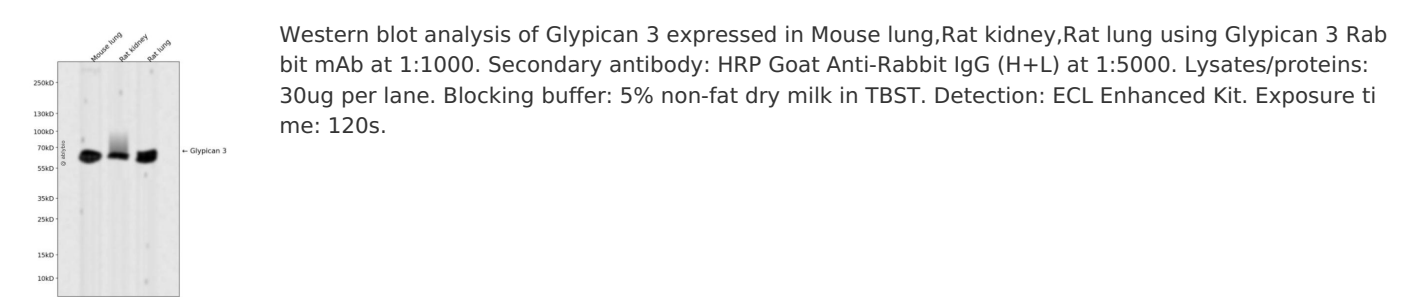 Mouse lung
Rat kidney
Rat lung
250kD
130kD
100kD
70kD
55kD
35kD
25kD
15kD
10kD
← Glypican 3
Western blot analysis of Glypican 3 expressed in Mouse lung,Rat kidney,Rat lung using Glypican 3 Rab
bit mAb at 1:1000. Secondary antibody: HRP Goat Anti-Rabbit IgG (H+L) at 1:5000. Lysates/proteins:
30ug per lane. Blocking buffer: 5% non-fat dry milk in TBST. Detection: ECL Enhanced Kit. Exposure ti
me: 120s.